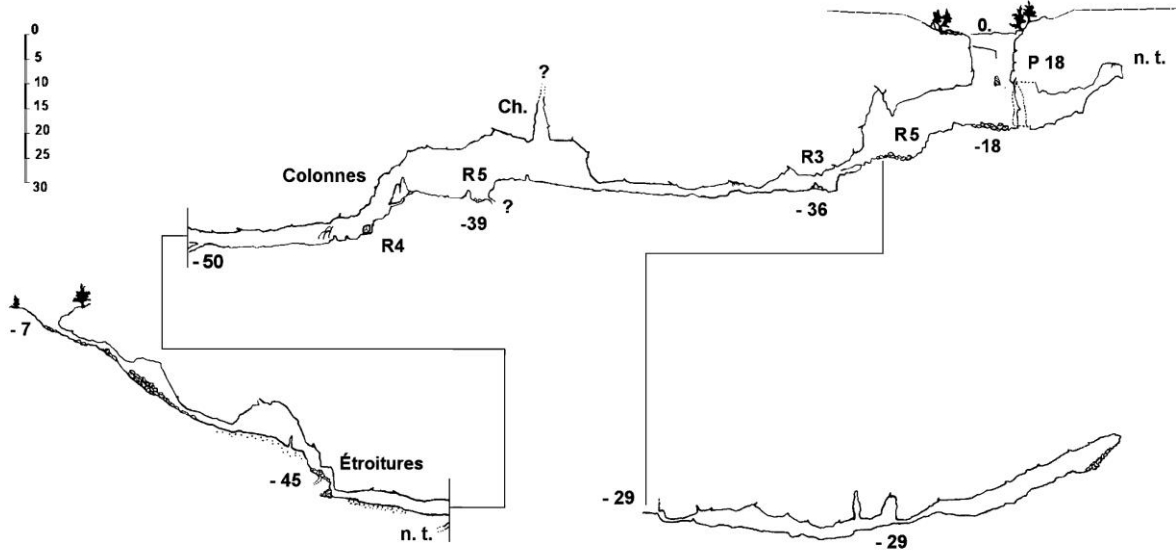 0
5
10
15
20
25
30
0.
P 18
n. t.
?
Ch.
R 5
-18
R3
Colonnes
R 5
- 36
-39
?
R4
- 50
- 7
Étroitures
- 45
n. t.
- 29
- 29